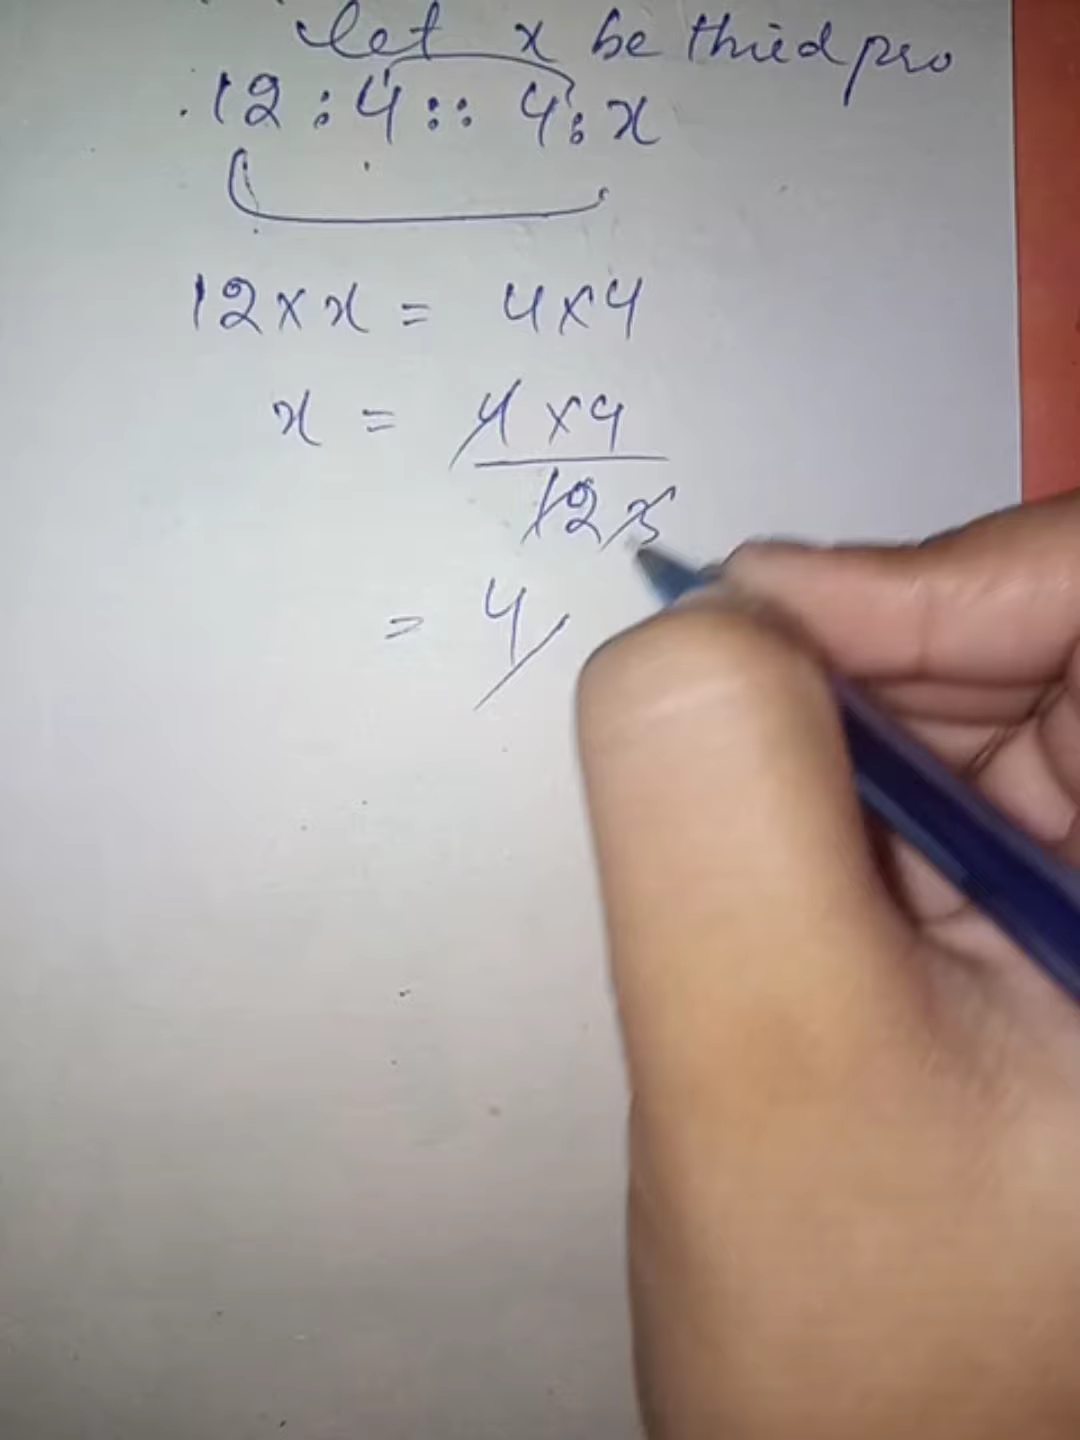 let x be third pro
12 : 4 :: 4 : x
12 × x = 4 × 4
x = 4 × 4
12 3
= 4/